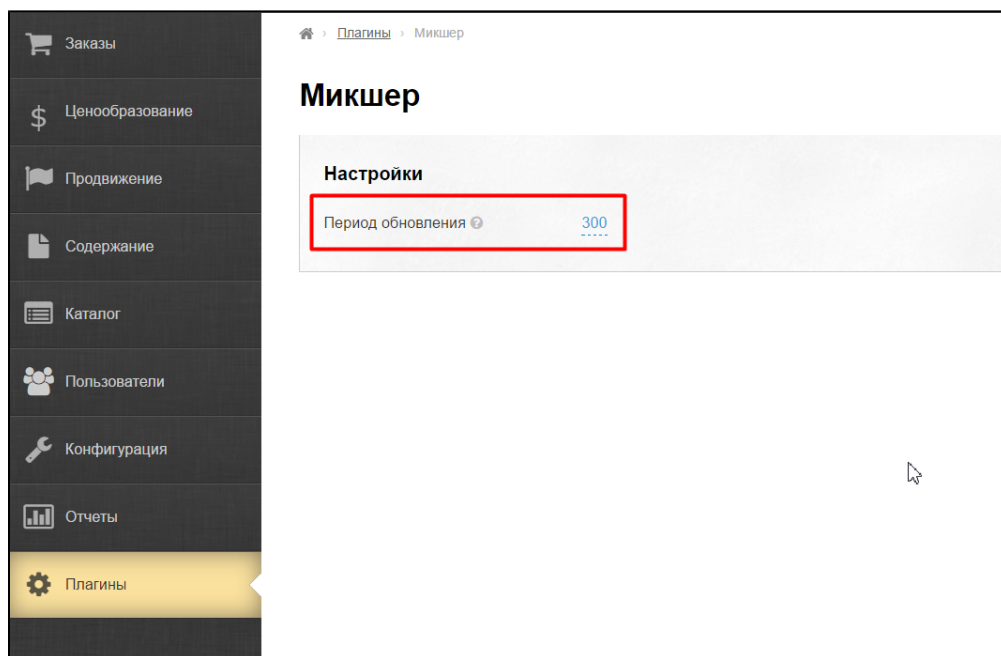 Заказы
Ценообразование
Продвижение
Содержание
Каталог
Пользователи
Конфигурация
Отчеты
Плагины
Плагины › Микшер
Микшер
Настройки
Период обновления ? 300